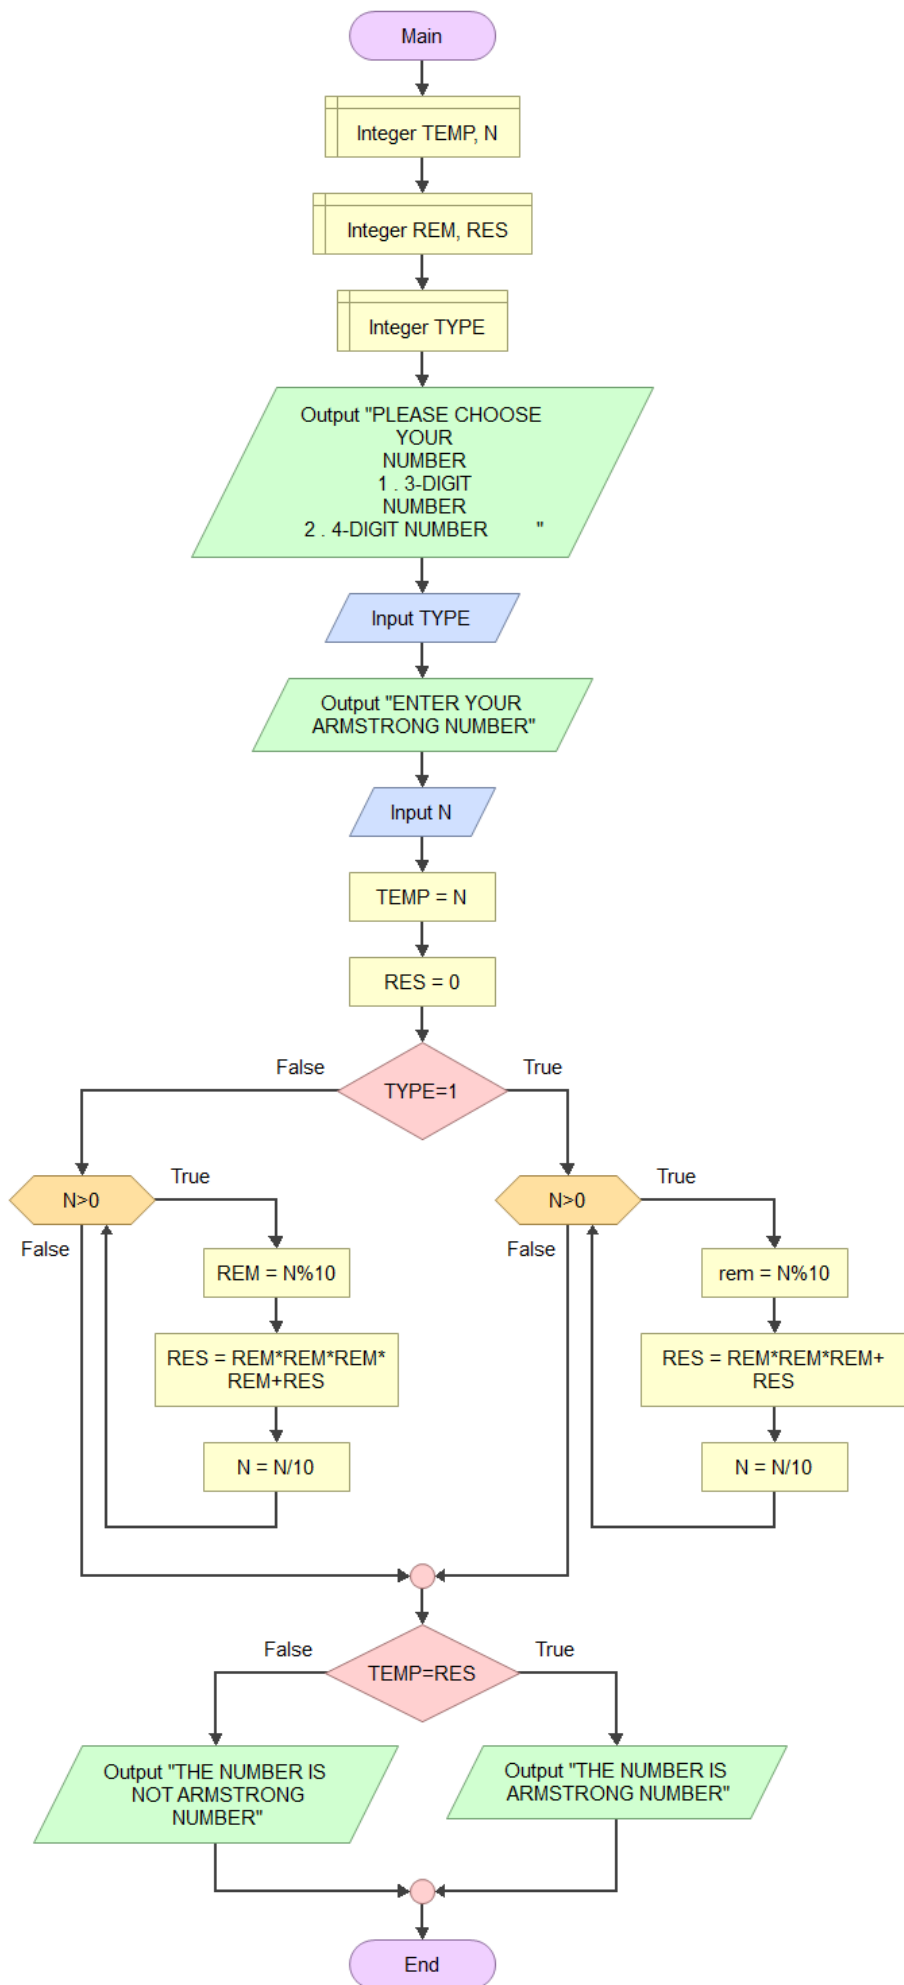 Main
Integer TEMP, N
Integer REM, RES
Integer TYPE
Output "PLEASE CHOOSE
YOUR
NUMBER
1 . 3-DIGIT
NUMBER
2 . 4-DIGIT NUMBER "
Input TYPE
Output "ENTER YOUR
ARMSTRONG NUMBER"
Input N
TEMP = N
RES = 0
False
True
TYPE=1
True
N>0
False
REM = N%10
RES = REM*REM*REM*
REM+RES
N = N/10
True
N>0
False
rem = N%10
RES = REM*REM*REM+
RES
N = N/10
False
True
TEMP=RES
Output "THE NUMBER IS
NOT ARMSTRONG
NUMBER"
Output "THE NUMBER IS
ARMSTRONG NUMBER"
End